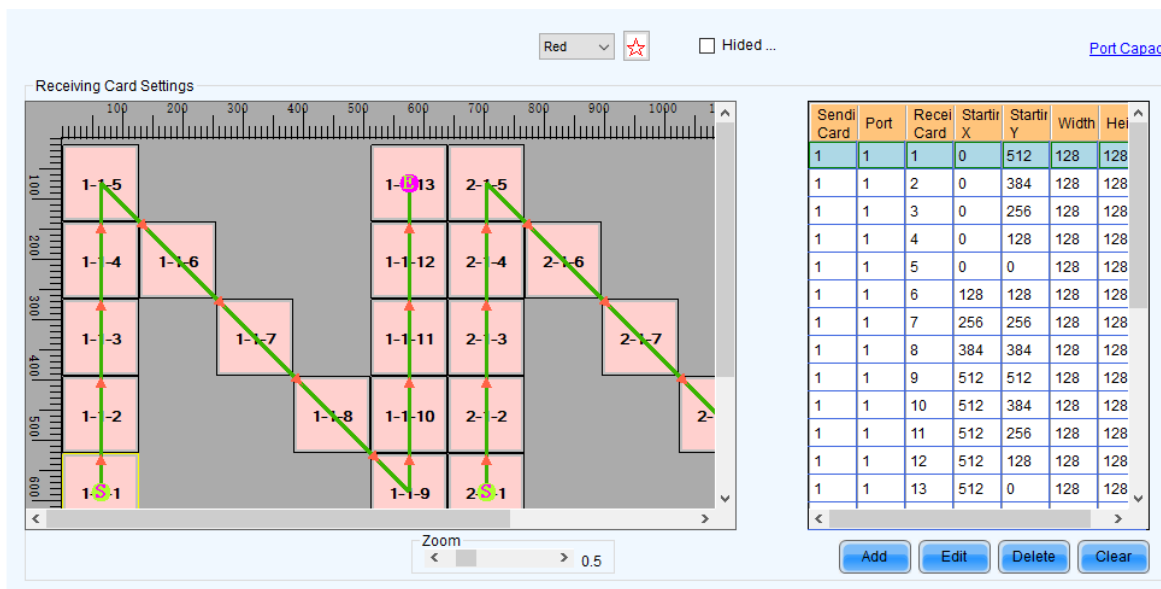 Red
Hided ...
Port Capac
Receiving Card Settings
100 200 300 400 500 600 700 800 900 1000 1
100
200
300
400
500
600
1-1-5 1-1-13 2-1-5
1-1-4 1-1-6 1-1-12 2-1-4 2-1-6
1-1-3 1-1-7 1-1-11 2-1-3 2-1-7
1-1-2 1-1-8 1-1-10 2-1-2 2-
1-S-1 1-1-9 2-S-1
Zoom
0.5
Sendi Card Port Recei Card Startir X Startir Y Width Hei
1 1 1 0 512 128 128
1 1 2 0 384 128 128
1 1 3 0 256 128 128
1 1 4 0 128 128 128
1 1 5 0 0 128 128
1 1 6 128 128 128 128
1 1 7 256 256 128 128
1 1 8 384 384 128 128
1 1 9 512 512 128 128
1 1 10 512 384 128 128
1 1 11 512 256 128 128
1 1 12 512 128 128 128
1 1 13 512 0 128 128
Add Edit Delete Clear